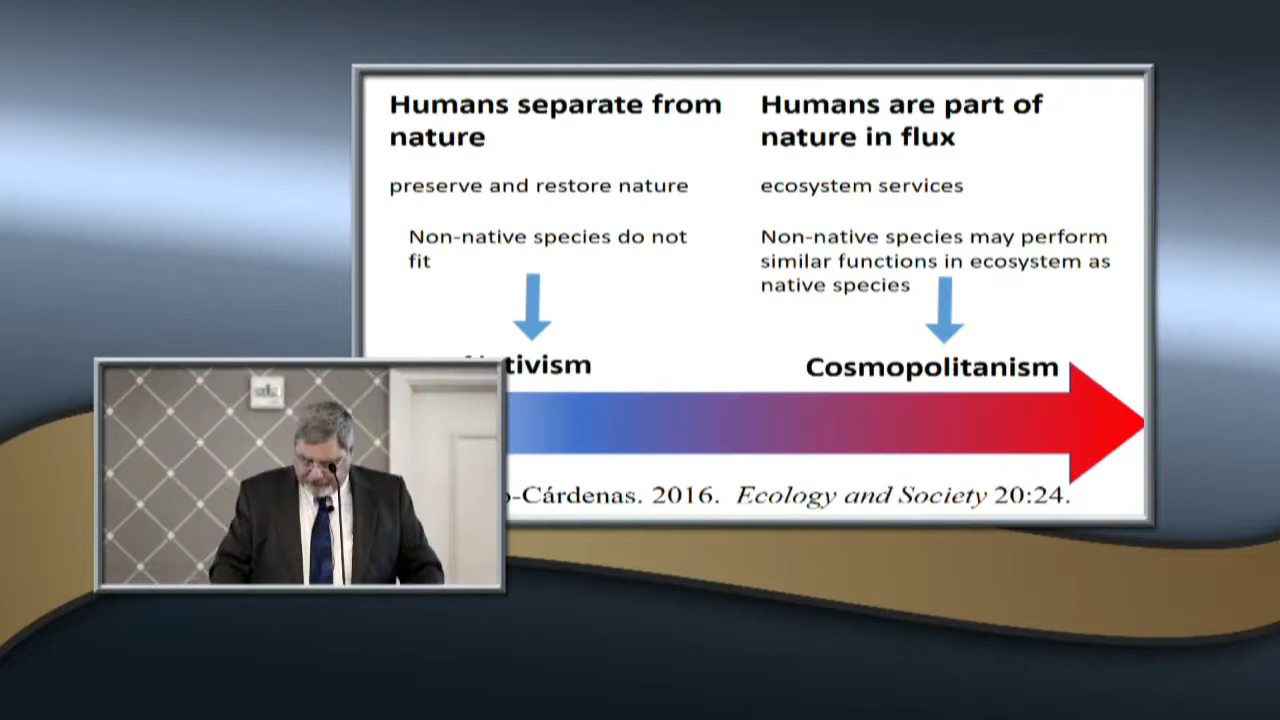 Humans separate from
nature
preserve and restore nature
Non-native species do not
fit
Humans are part of
nature in flux
ecosystem services
Non-native species may perform
similar functions in ecosystem as
native species
Cosmopolitanism
-Cárdenas. 2016. Ecology and Society 20:24.